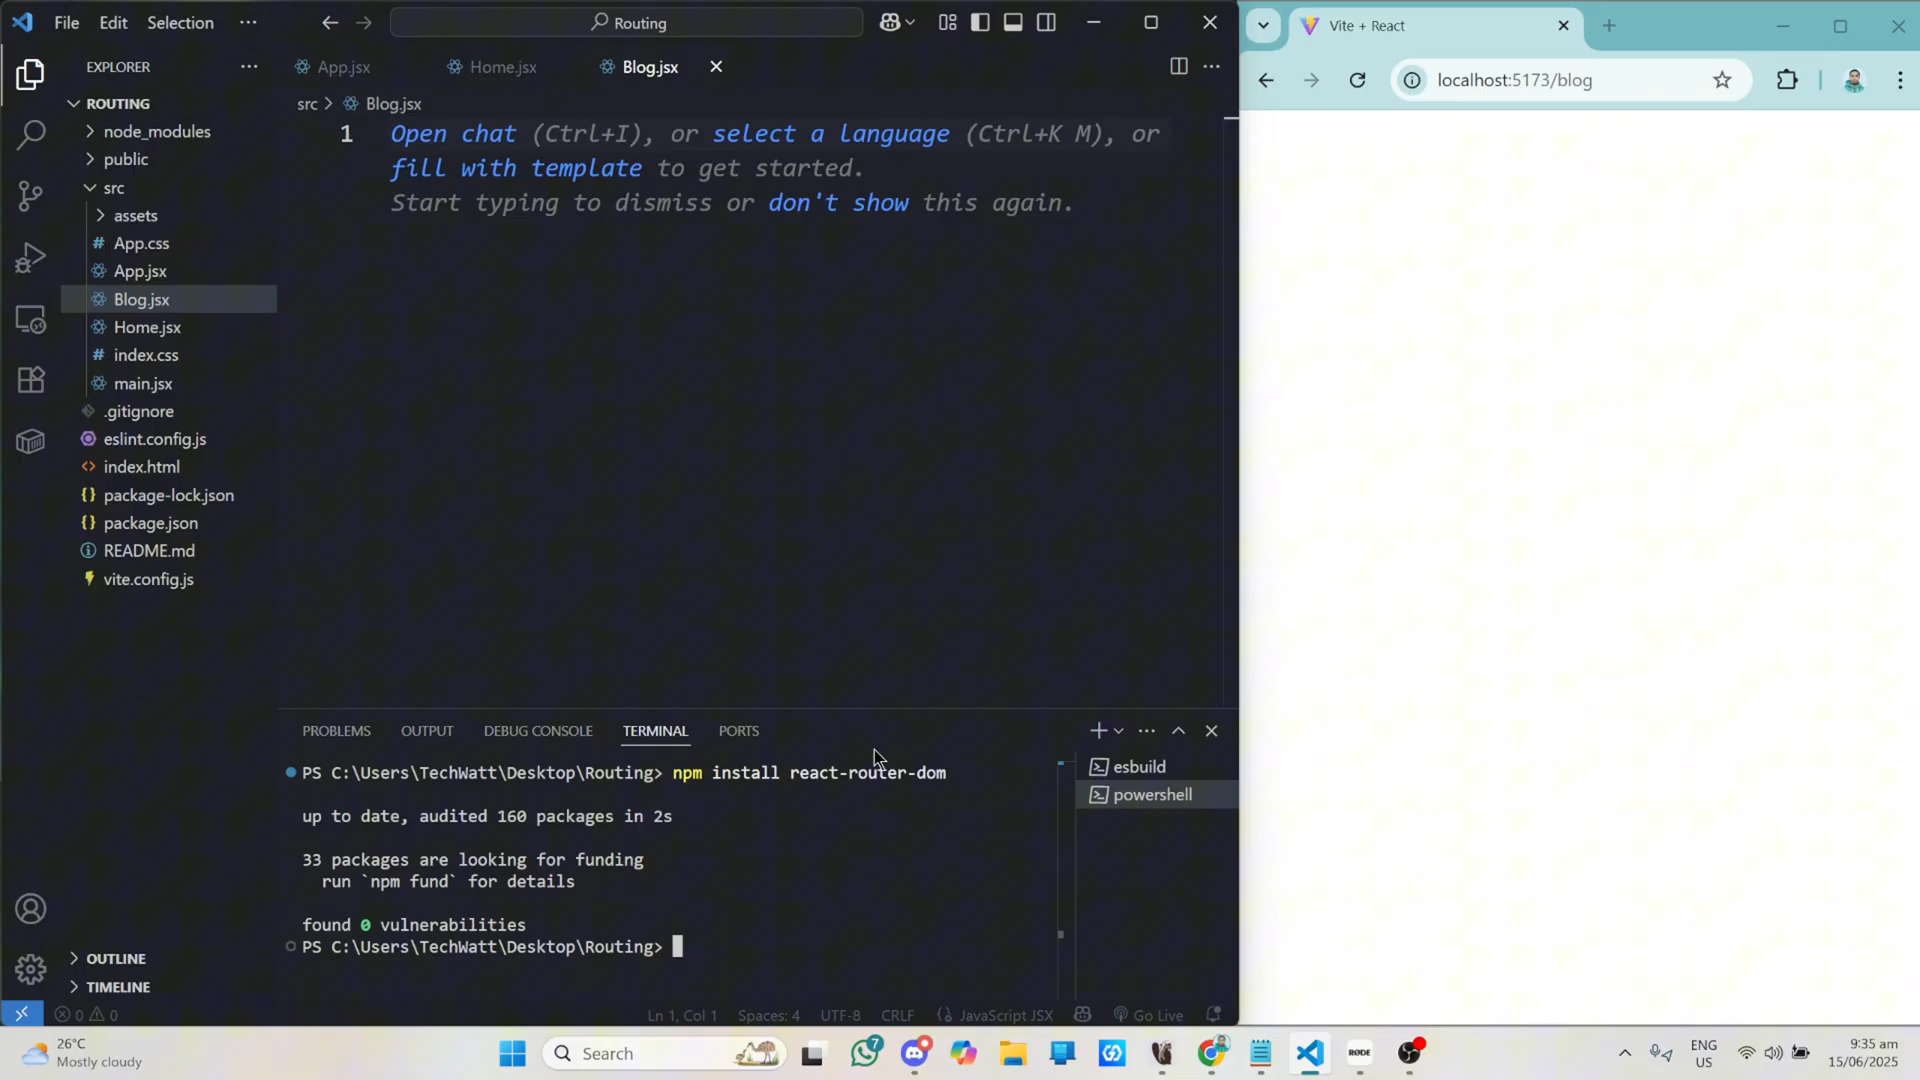 File Edit Selection ···
Routing
Vite + React
EXPLORER
App.jsx
Home.jsx
Blog.jsx
localhost:5173/blog
ROUTING
node_modules
public
src
assets
App.css
App.jsx
Blog.jsx
Home.jsx
index.css
main.jsx
.gitignore
eslint.config.js
index.html
package-lock.json
package.json
README.md
vite.config.js
OUTLINE
TIMELINE
src > Blog.jsx
1 Open chat (Ctrl+I), or select a language (Ctrl+K M), or
fill with template to get started.
Start typing to dismiss or don't show this again.
PROBLEMS OUTPUT DEBUG CONSOLE TERMINAL PORTS
PS C:\Users\TechWatt\Desktop\Routing> npm install react-router-dom
up to date, audited 160 packages in 2s
33 packages are looking for funding
run `npm fund` for details
found 0 vulnerabilities
PS C:\Users\TechWatt\Desktop\Routing>
esbuild
powershell
0 0
Ln 1, Col 1 Spaces: 4 UTF-8 CRLF {} JavaScript JSX Go Live
26°C
Mostly cloudy
Search
7
RØDE
ENG
US
9:35 am
15/06/2025